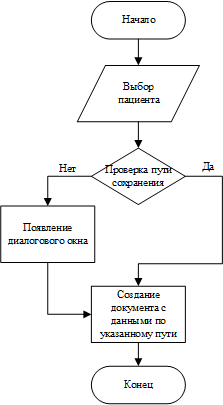 Начало
Выбор
пациента
Проверка пути
сохранения
Нет
Да
Появление
диалогового окна
Создание
документа с
данными по
указанному пути
Конец